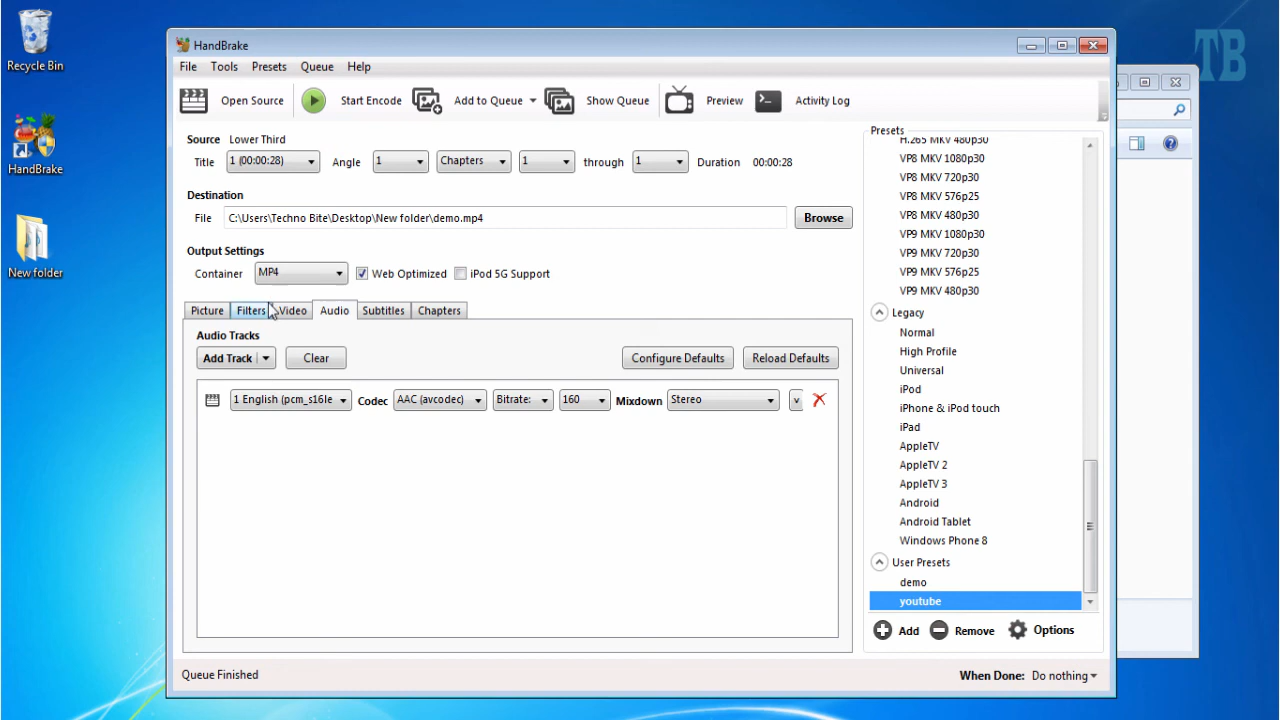 Recycle Bin
HandBrake
New folder
TB
HandBrake
File Tools Presets Queue Help
Open Source Start Encode Add to Queue Show Queue Preview Activity Log
Source Lower Third
Title 1 (00:00:28) Angle 1 Chapters 1 through 1 Duration 00:00:28
Destination
File C:\Users\Techno Bite\Desktop\New folder\demo.mp4 Browse
Output Settings
Container MP4 Web Optimized iPod 5G Support
Picture Filters Video Audio Subtitles Chapters
Audio Tracks
Add Track Clear Configure Defaults Reload Defaults
1 English (pcm_s16le Codec AAC (avcodec) Bitrate: 160 Mixdown Stereo v
Presets
H.265 MKV 480p30
VP8 MKV 1080p30
VP8 MKV 720p30
VP8 MKV 576p25
VP8 MKV 480p30
VP9 MKV 1080p30
VP9 MKV 720p30
VP9 MKV 576p25
VP9 MKV 480p30
Legacy
Normal
High Profile
Universal
iPod
iPhone & iPod touch
iPad
AppleTV
AppleTV 2
AppleTV 3
Android
Android Tablet
Windows Phone 8
User Presets
demo
youtube
Add Remove Options
Queue Finished When Done: Do nothing